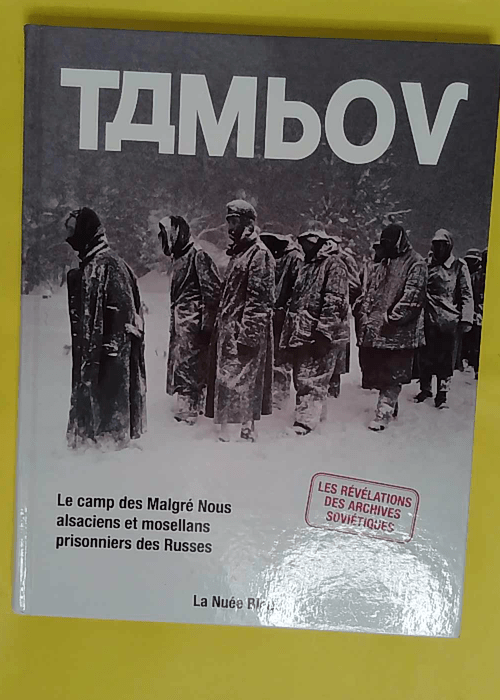 TДMЬOV
Le camp des Malgré Nous
alsaciens et mosellans
prisonniers des Russes
LES RÉVÉLATIONS
DES ARCHIVES
SOVIÉTIQUES
La Nuée Bleue